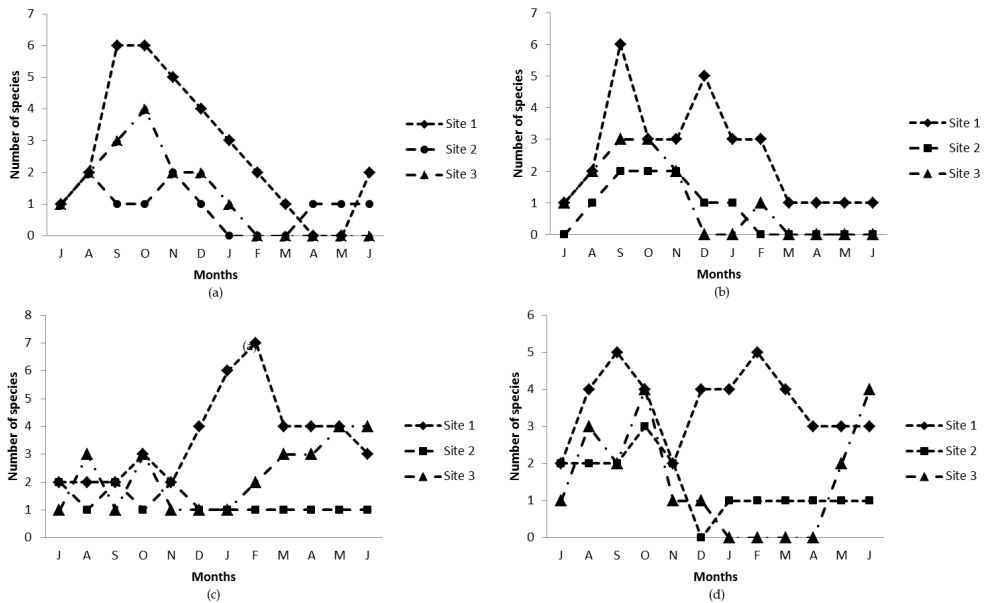 7
6
5
4
3
2
1
0
Number of species
J A S O N D J F M A M J
Months
(a)
Site 1
Site 2
Site 3
7
6
5
4
3
2
1
0
Number of species
J A S O N D J F M A M J
Months
(b)
Site 1
Site 2
Site 3
8
7
6
5
4
3
2
1
0
Number of species
(a)
J A S O N D J F M A M J
Months
(c)
Site 1
Site 2
Site 3
6
5
4
3
2
1
0
Number of species
J A S O N D J F M A M J
Months
(d)
Site 1
Site 2
Site 3